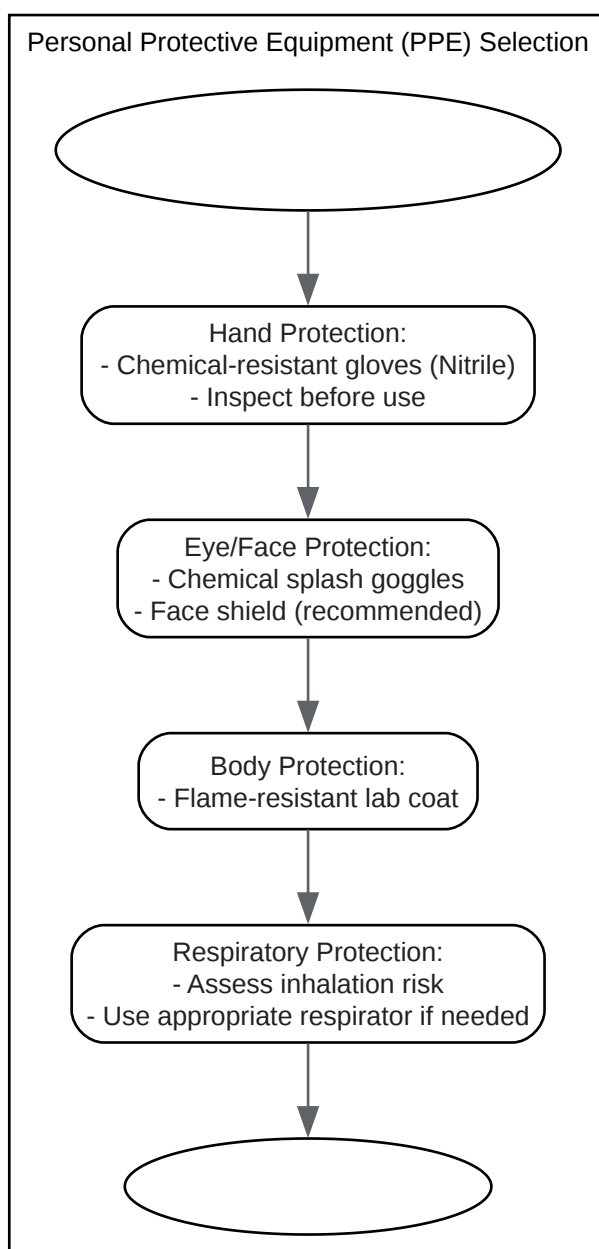 Personal Protective Equipment (PPE) Selection
Hand Protection:
- Chemical-resistant gloves (Nitrile)
- Inspect before use
Eye/Face Protection:
- Chemical splash goggles
- Face shield (recommended)
Body Protection:
- Flame-resistant lab coat
Respiratory Protection:
- Assess inhalation risk
- Use appropriate respirator if needed